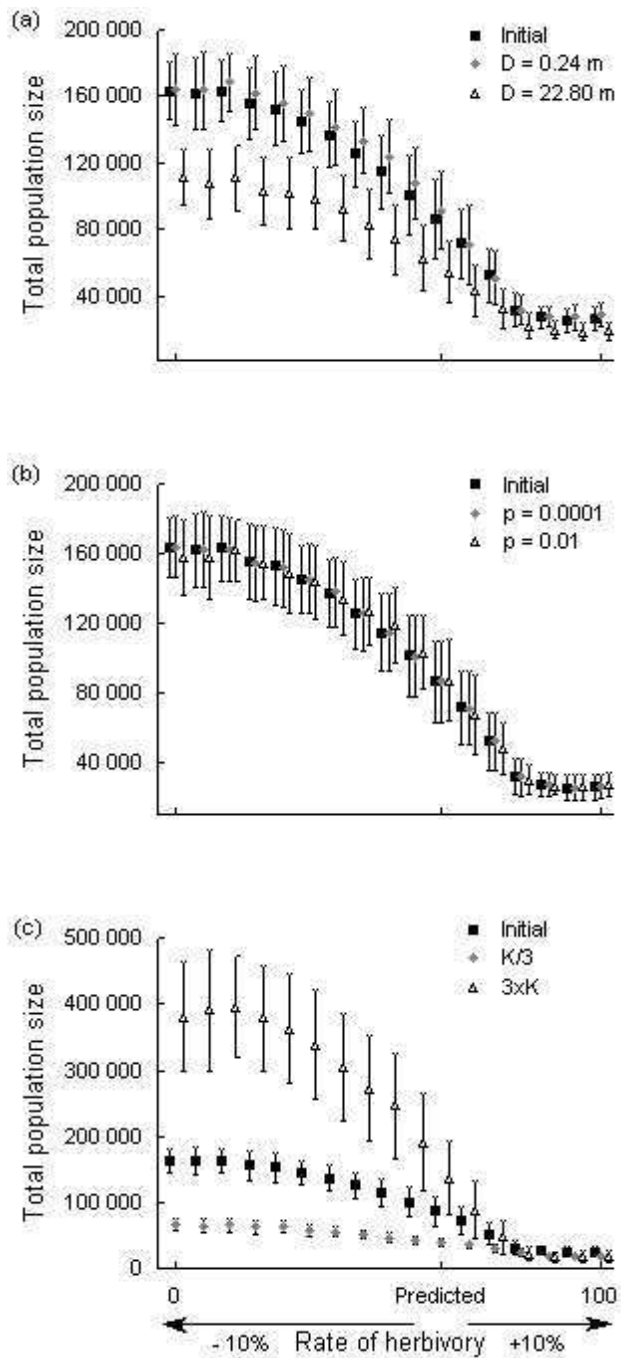 (a)
200 000
160 000
120 000
80 000
40 000
Total population size
Initial
D = 0.24 m
D = 22.80 m
(b)
200 000
160 000
120 000
80 000
40 000
Total population size
Initial
p = 0.0001
p = 0.01
(c)
500 000
400 000
300 000
200 000
100 000
0
Total population size
Initial
K/3
3xK
0 Predicted 100
-10% Rate of herbivory +10%